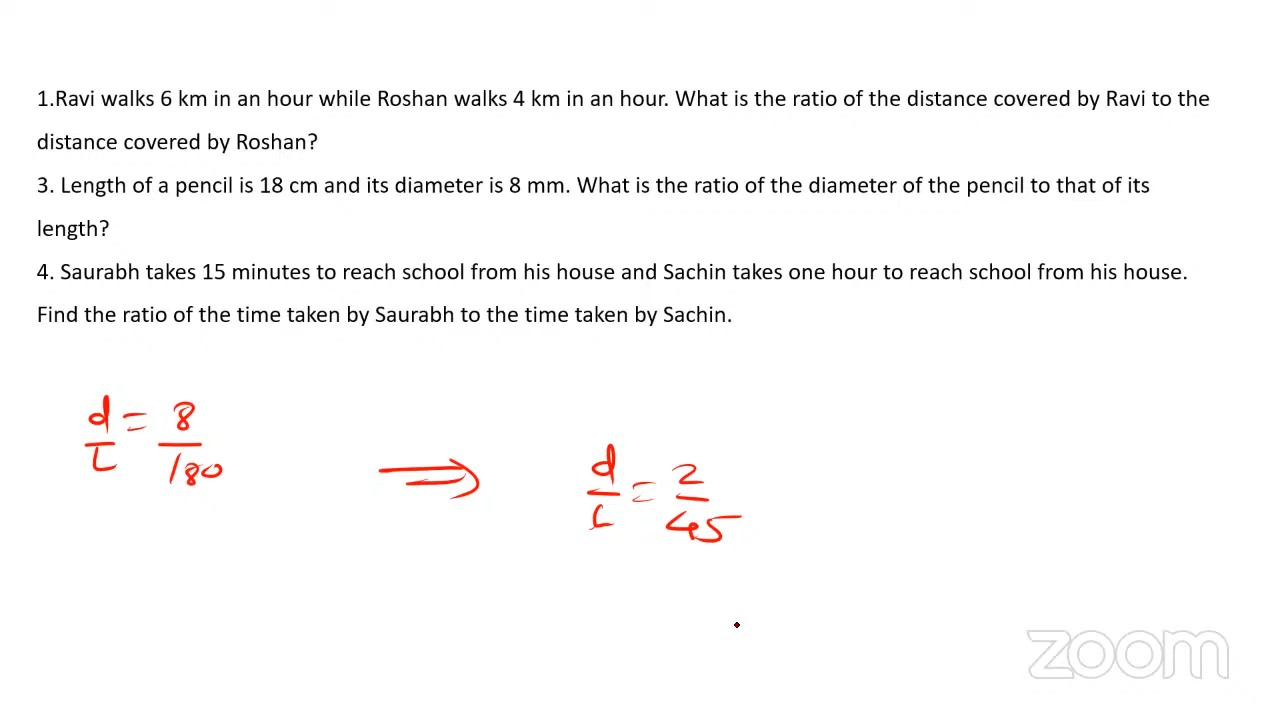 1.Ravi walks 6 km in an hour while Roshan walks 4 km in an hour. What is the ratio of the distance covered by Ravi to the
distance covered by Roshan?
3. Length of a pencil is 18 cm and its diameter is 8 mm. What is the ratio of the diameter of the pencil to that of its
length?
4. Saurabh takes 15 minutes to reach school from his house and Sachin takes one hour to reach school from his house.
Find the ratio of the time taken by Saurabh to the time taken by Sachin.
d/L = 8/180
⇒ d/L = 2/45
zoom